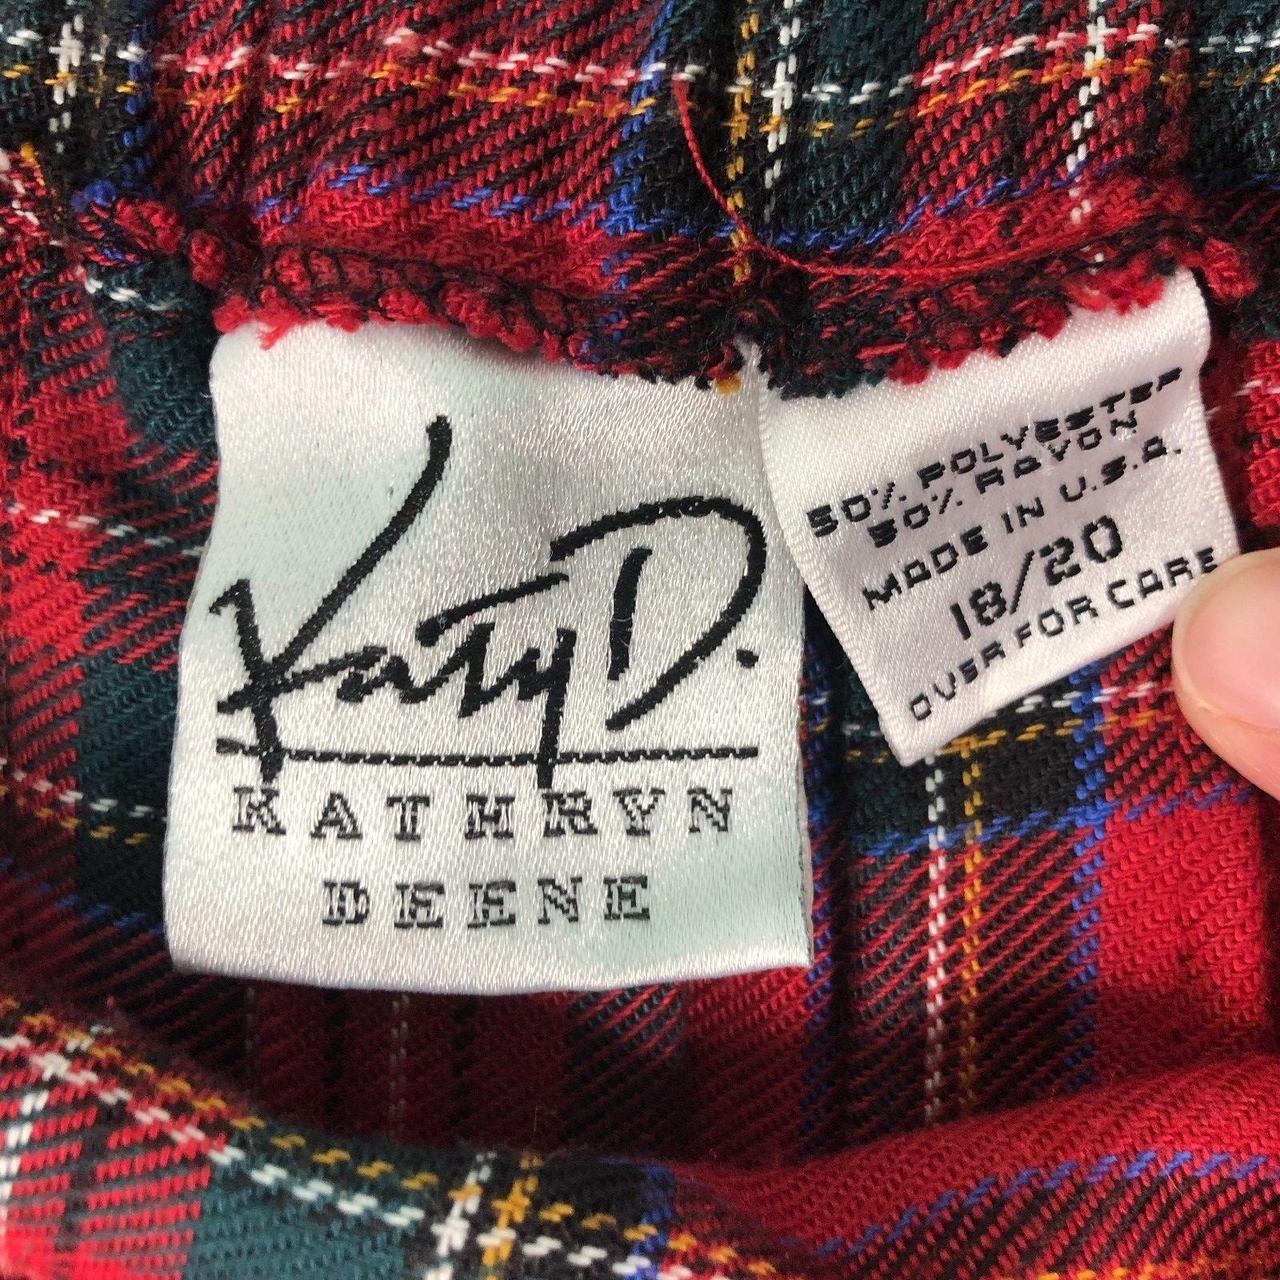 Katy D.
KATHRYN
DEENE
50% POLYESTER
50% RAYON
MADE IN U.S.A.
18/20
OVER FOR CARE